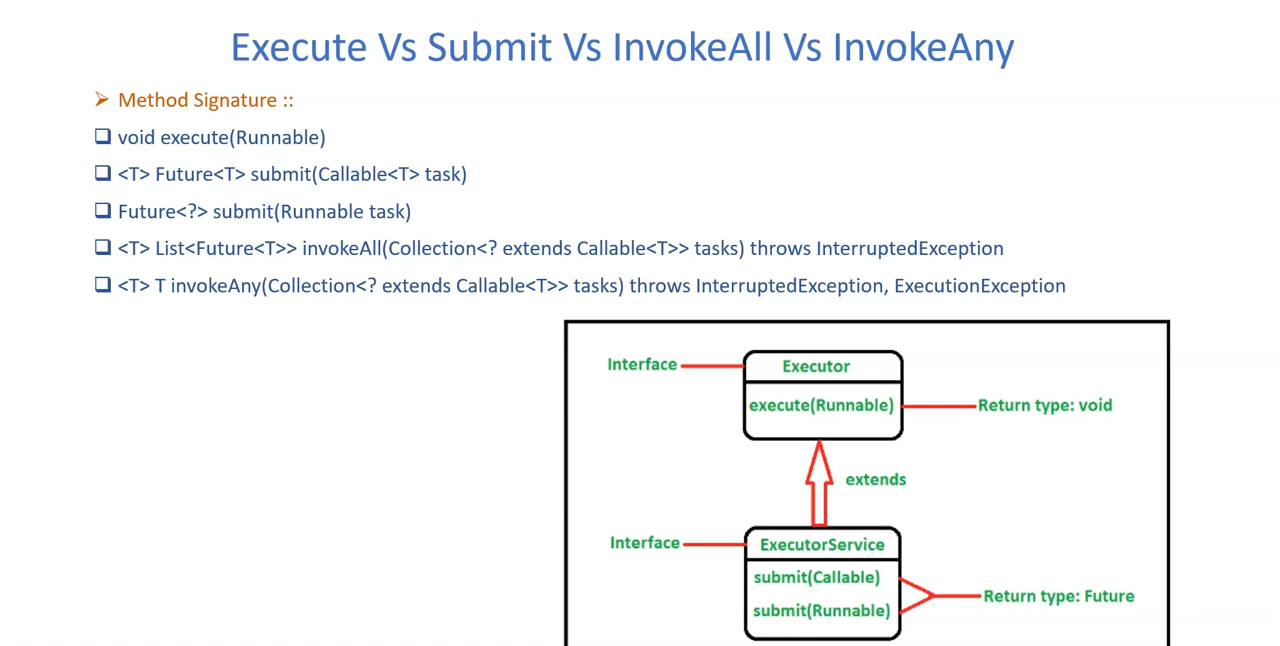 Execute Vs Submit Vs InvokeAll Vs InvokeAny
Method Signature ::
void execute(Runnable)
<T> Future<T> submit(Callable<T> task)
Future<?> submit(Runnable task)
<T> List<Future<T>> invokeAll(Collection<? extends Callable<T>> tasks) throws InterruptedException
<T> T invokeAny(Collection<? extends Callable<T>> tasks) throws InterruptedException, ExecutionException
Interface
Executor
execute(Runnable)
Return type: void
extends
Interface
ExecutorService
submit(Callable)
submit(Runnable)
Return type: Future